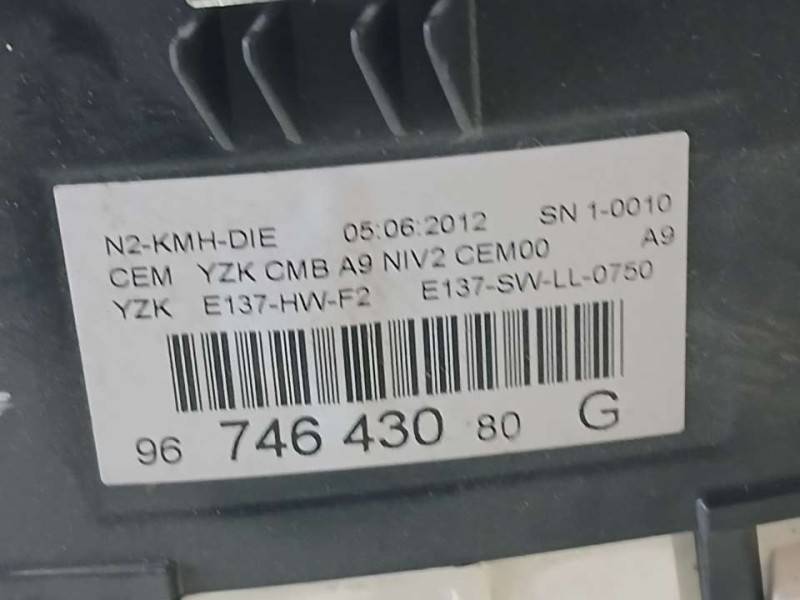 N2-KMH-DIE 05:06:2012 SN 1-0010
CEM YZK CMB A9 NIV2 CEM00 A9
YZK E137-HW-F2 E137-SW-LL-0750
96 746 430 80 G